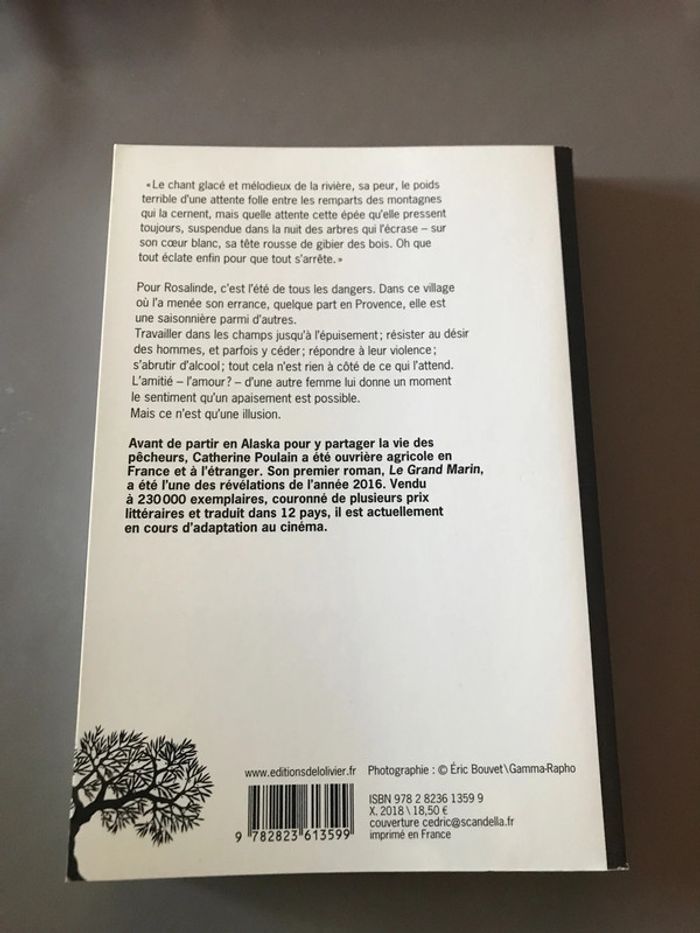 «Le chant glacé et mélodieux de la rivière, sa peur, le poids
terrible d'une attente folle entre les remparts des montagnes
qui la cernent, mais quelle attente cette épée qu'elle pressent
toujours, suspendue dans la nuit des arbres qui l'écrase – sur
son cœur blanc, sa tête rousse de gibier des bois. Oh que
tout éclate enfin pour que tout s'arrête.»
Pour Rosalinde, c'est l'été de tous les dangers. Dans ce village
où l'a menée son errance, quelque part en Provence, elle est
une saisonnière parmi d'autres.
Travailler dans les champs jusqu'à l'épuisement; résister au désir
des hommes, et parfois y céder; répondre à leur violence;
s'abrutir d'alcool; tout cela n'est rien à côté de ce qui l'attend.
L'amitié – l'amour? – d'une autre femme lui donne un moment
le sentiment qu'un apaisement est possible.
Mais ce n'est qu'une illusion.
Avant de partir en Alaska pour y partager la vie des
pêcheurs, Catherine Poulain a été ouvrière agricole en
France et à l'étranger. Son premier roman, Le Grand Marin,
a été l'une des révélations de l'année 2016. Vendu
à 230 000 exemplaires, couronné de plusieurs prix
littéraires et traduit dans 12 pays, il est actuellement
en cours d'adaptation au cinéma.
www.editionsdelolivier.fr Photographie : © Éric Bouvet\Gamma-Rapho
ISBN 978 2 8236 1359 9
X. 2018 \ 18,50 €
couverture cedric@scandella.fr
imprimé en France
9 782823 613599